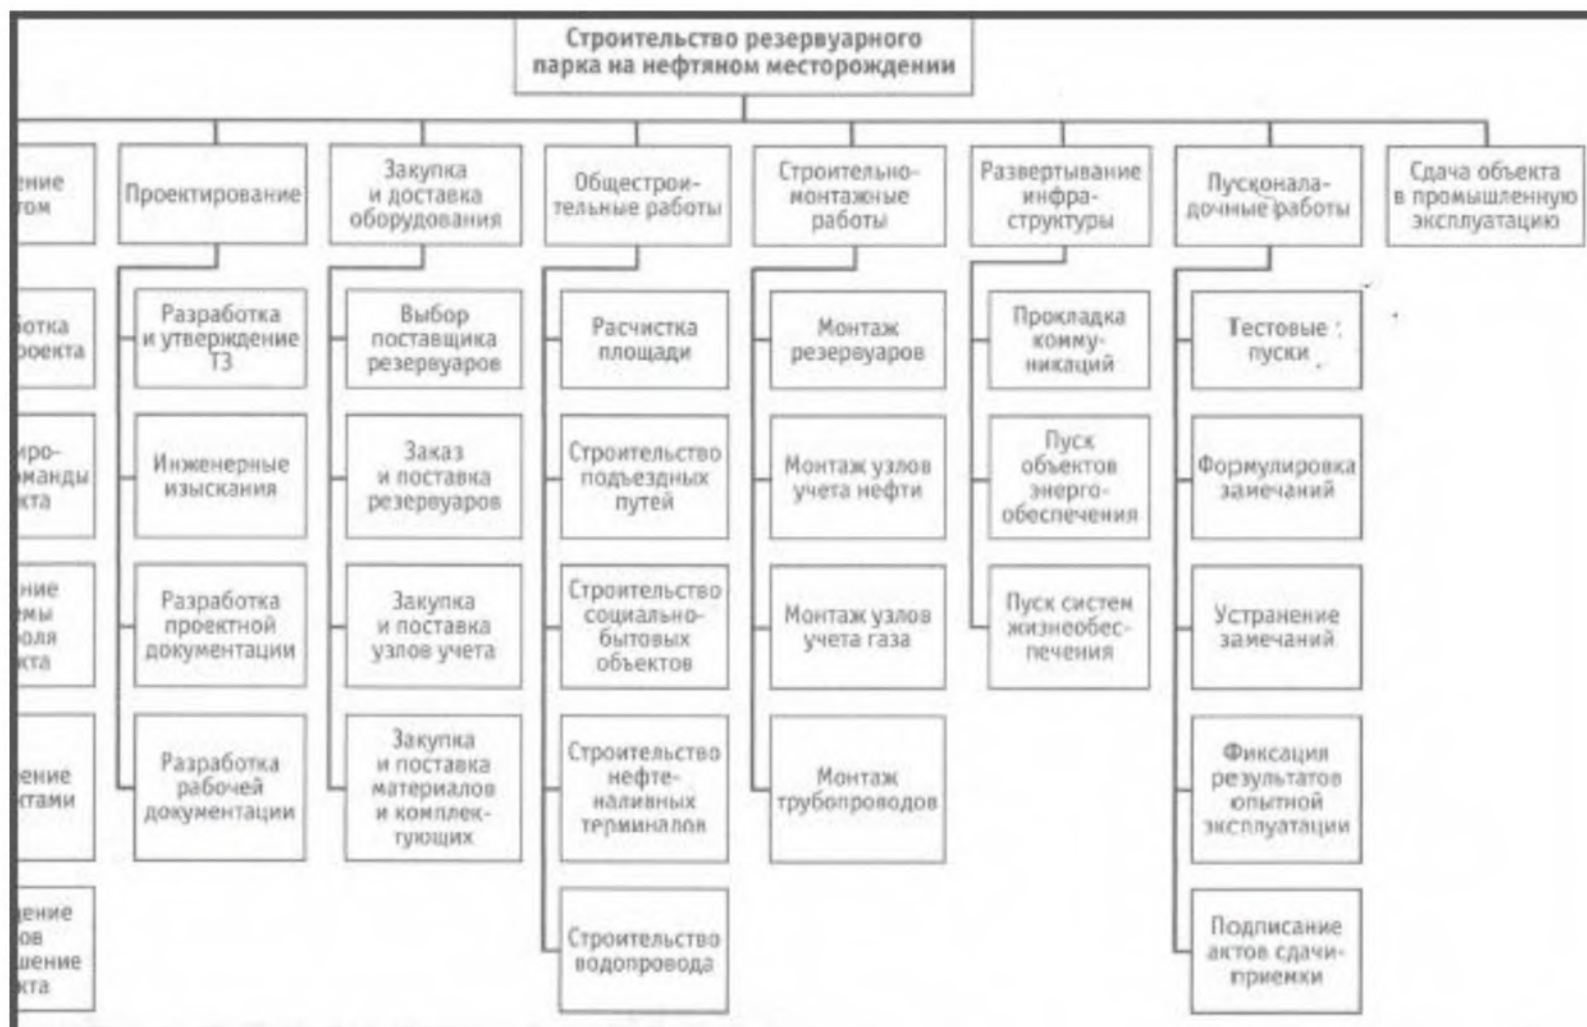 Строительство резервуарного
парка на нефтяном месторождении
Проектирование
Закупка
и доставка
оборудования
Общестрои-
тельные работы
Строительно-
монтажные
работы
Развертывание
инфра-
структуры
Пусконала-
дочные работы
Сдача объекта
в промышленную
эксплуатацию
Разработка
и утверждение
ТЗ
Инженерные
изыскания
Разработка
проектной
документации
Разработка
рабочей
документации
Выбор
поставщика
резервуаров
Заказ
и поставка
резервуаров
Закупка
и поставка
узлов учета
Закупка
и поставка
материалов
и комплек-
тующих
Расчистка
площади
Строительство
подъездных
путей
Строительство
социально-
бытовых
объектов
Строительство
нефте-
наливных
терминалов
Строительство
водопровода
Монтаж
резервуаров
Монтаж узлов
учета нефти
Монтаж узлов
учета газа
Монтаж
трубопроводов
Прокладка
комму-
никаций
Пуск
объектов
энерго-
обеспечения
Пуск систем
жизнеобес-
печения
Тестовые
пуски
Формулировка
замечаний
Устранение
замечаний
Фиксация
результатов
опытной
эксплуатации
Подписание
актов сдачи-
приемки